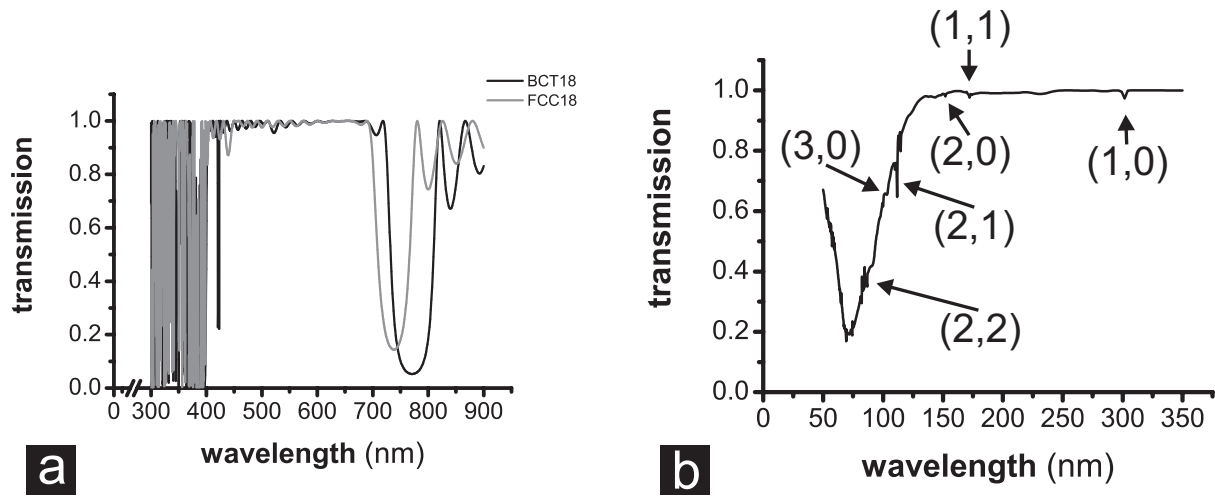 BCT18
FCC18
transmission
1.0
0.8
0.6
0.4
0.2
0.0
0 300 400 500 600 700 800 900
wavelength (nm)
a
(1,1)
(3,0)
(2,0)
(1,0)
(2,1)
(2,2)
transmission
1.0
0.8
0.6
0.4
0.2
0.0
0 50 100 150 200 250 300 350
wavelength (nm)
b